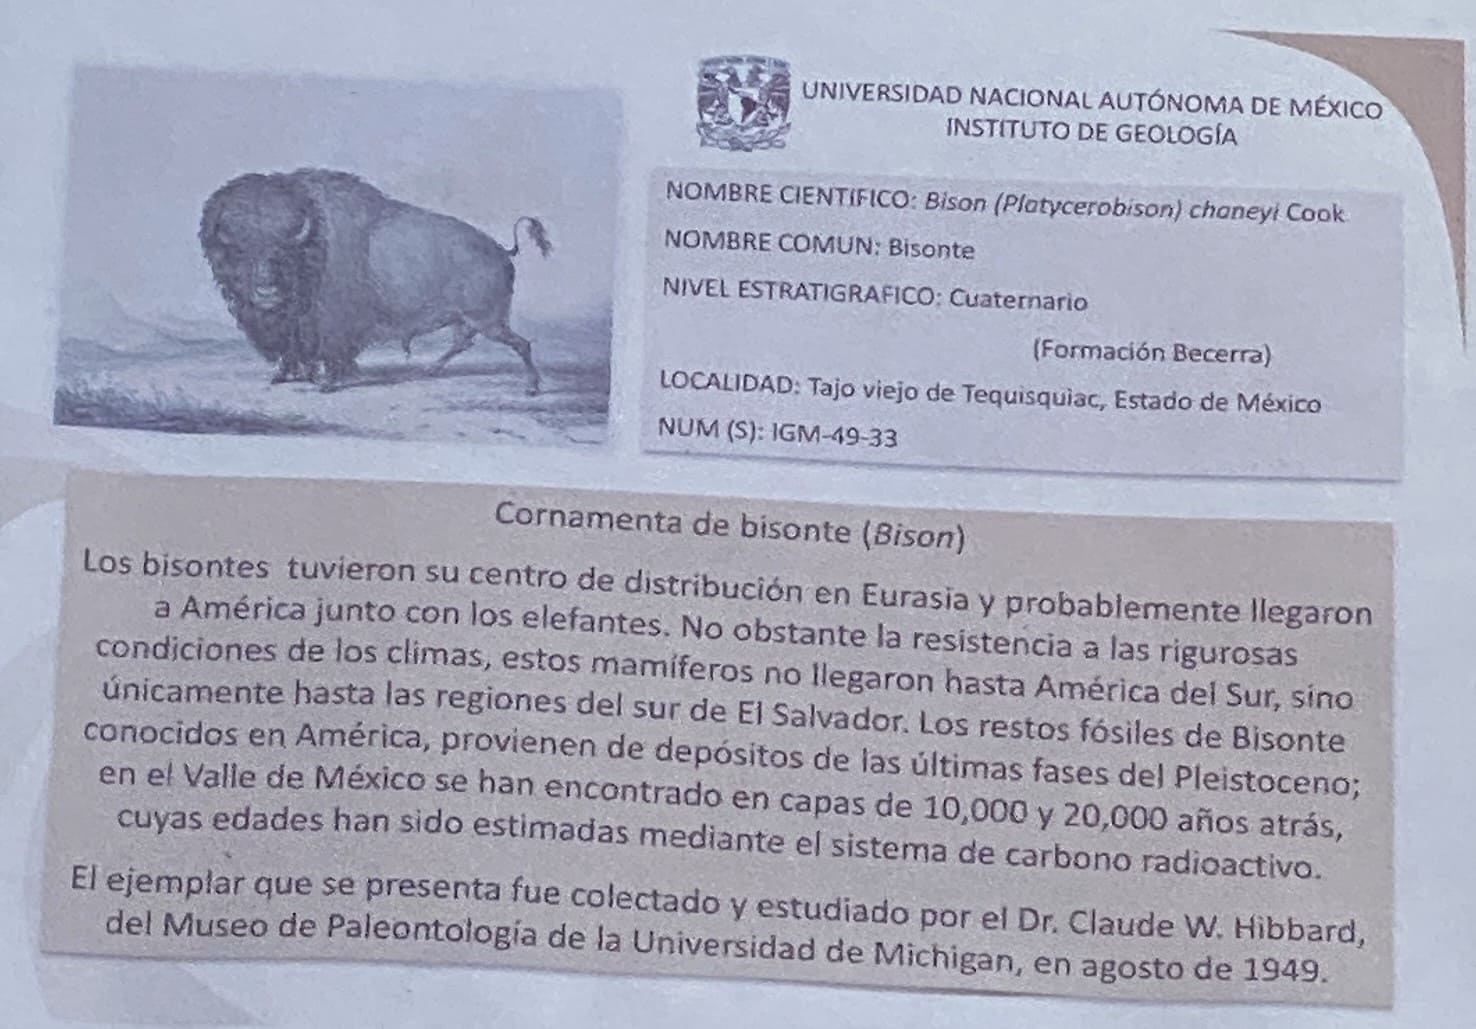 UNIVERSIDAD NACIONAL AUTÓNOMA DE MÉXICO
INSTITUTO DE GEOLOGÍA
NOMBRE CIENTIFICO: Bison (Platycerobison) chaneyi Cook
NOMBRE COMUN: Bisonte
NIVEL ESTRATIGRAFICO: Cuaternario
(Formación Becerra)
LOCALIDAD: Tajo viejo de Tequisquiac, Estado de México
NUM (S): IGM-49-33
Cornamenta de bisonte (Bison)
Los bisontes tuvieron su centro de distribución en Eurasia y probablemente llegaron
a América junto con los elefantes. No obstante la resistencia a las rigurosas
condiciones de los climas, estos mamíferos no llegaron hasta América del Sur, sino
únicamente hasta las regiones del sur de El Salvador. Los restos fósiles de Bisonte
conocidos en América, provienen de depósitos de las últimas fases del Pleistoceno;
en el Valle de México se han encontrado en capas de 10,000 y 20,000 años atrás,
cuyas edades han sido estimadas mediante el sistema de carbono radioactivo.
El ejemplar que se presenta fue colectado y estudiado por el Dr. Claude W. Hibbard,
del Museo de Paleontología de la Universidad de Michigan, en agosto de 1949.